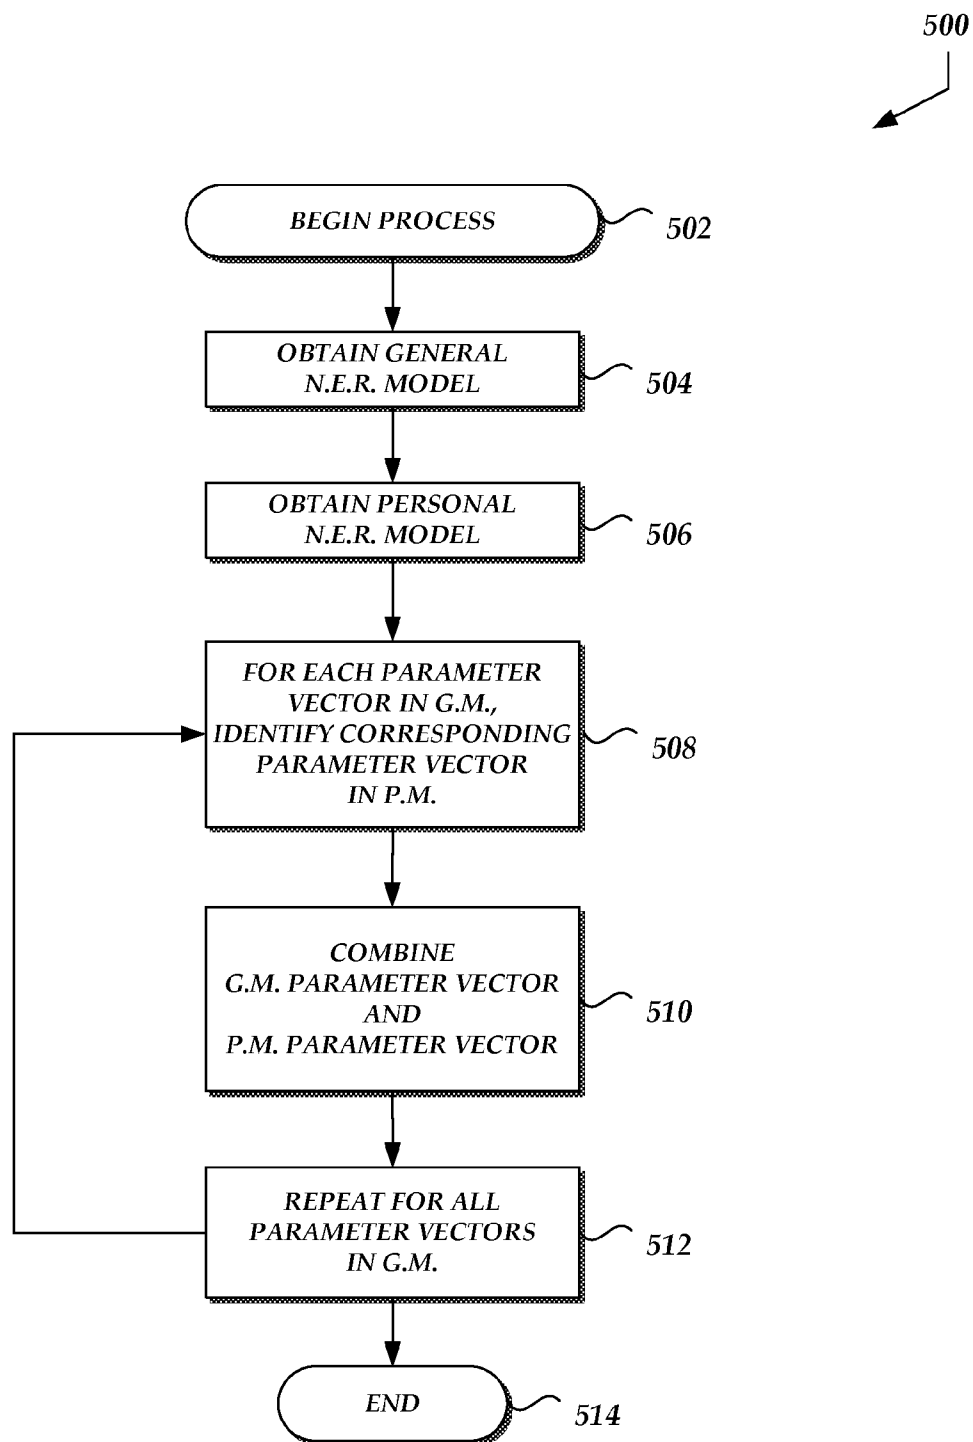 500
BEGIN PROCESS
502
OBTAIN GENERAL
N.E.R. MODEL
504
OBTAIN PERSONAL
N.E.R. MODEL
506
FOR EACH PARAMETER
VECTOR IN G.M.,
IDENTIFY CORRESPONDING
PARAMETER VECTOR
IN P.M.
508
COMBINE
G.M. PARAMETER VECTOR
AND
P.M. PARAMETER VECTOR
510
REPEAT FOR ALL
PARAMETER VECTORS
IN G.M.
512
END
514